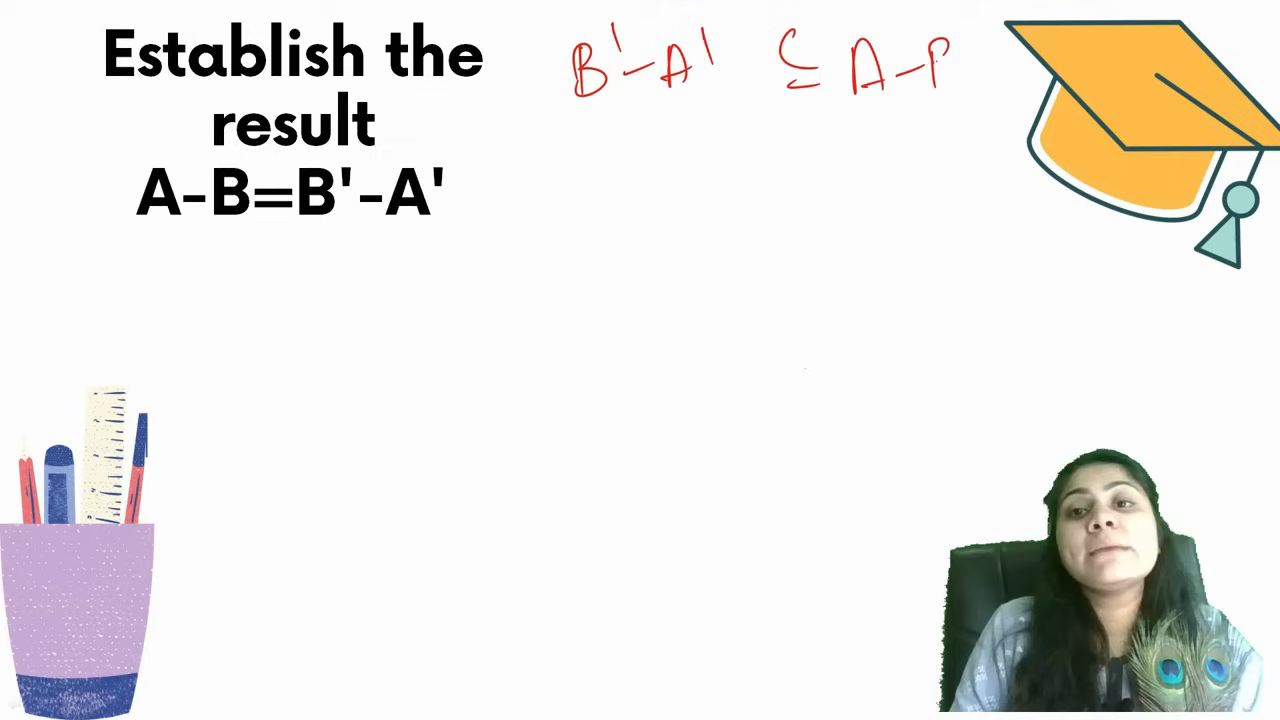 Establish the
result
A-B=B'-A'
B'-A' ⊆ A-P